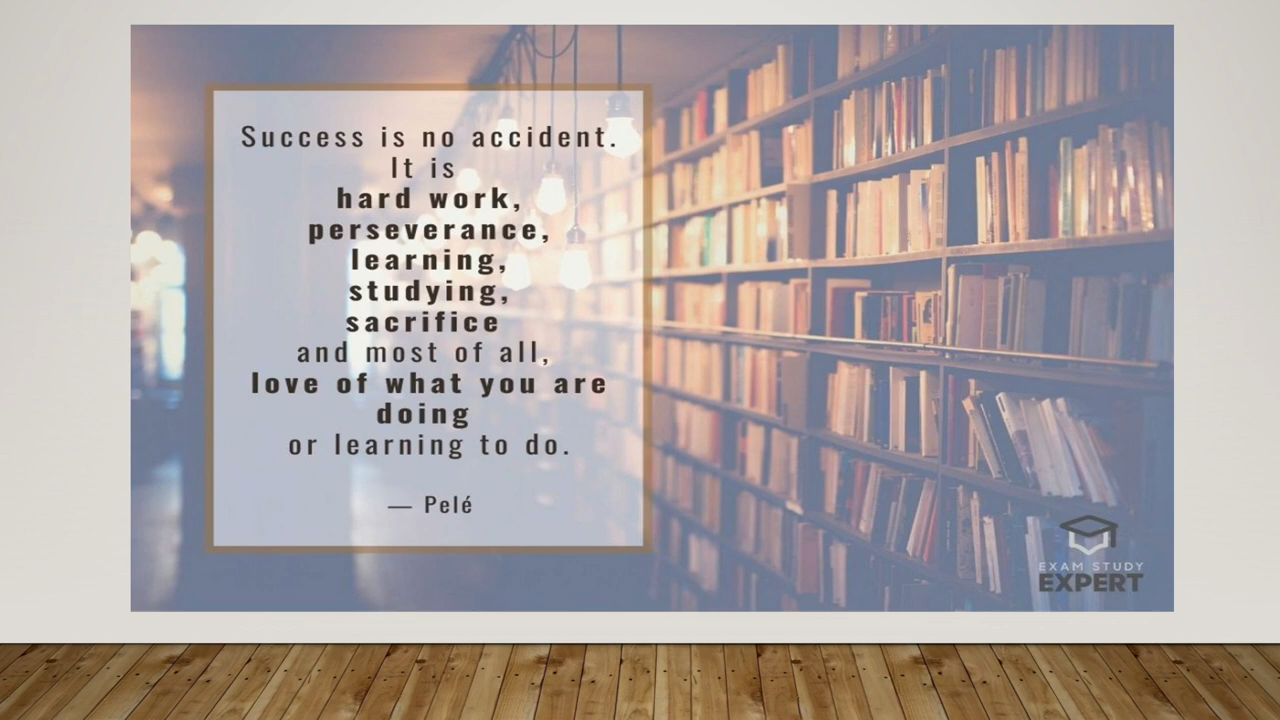 Success is no accident.
It is
hard work,
perseverance,
learning,
studying,
sacrifice
and most of all,
love of what you are
doing
or learning to do.
— Pelé
EXAM STUDY
EXPERT